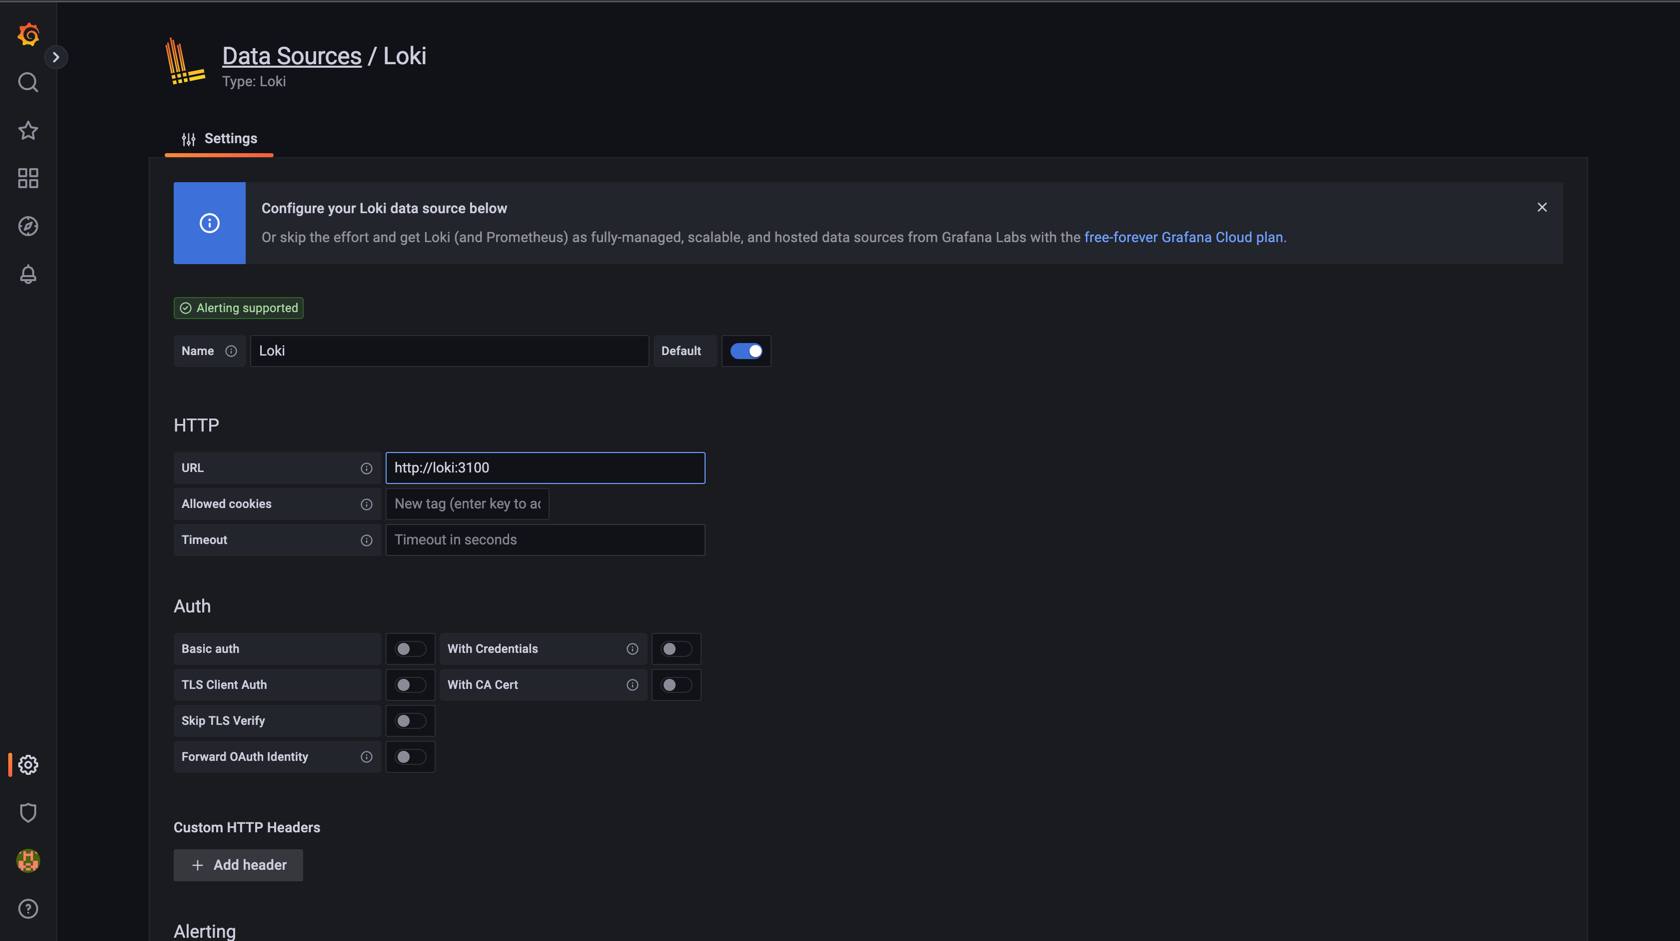 Data Sources / Loki
Type: Loki
Settings
Configure your Loki data source below
Or skip the effort and get Loki (and Prometheus) as fully-managed, scalable, and hosted data sources from Grafana Labs with the free-forever Grafana Cloud plan.
Alerting supported
Name Loki Default
HTTP
URL http://loki:3100
Allowed cookies New tag (enter key to ac
Timeout Timeout in seconds
Auth
Basic auth With Credentials
TLS Client Auth With CA Cert
Skip TLS Verify
Forward OAuth Identity
Custom HTTP Headers
Add header
Alerting